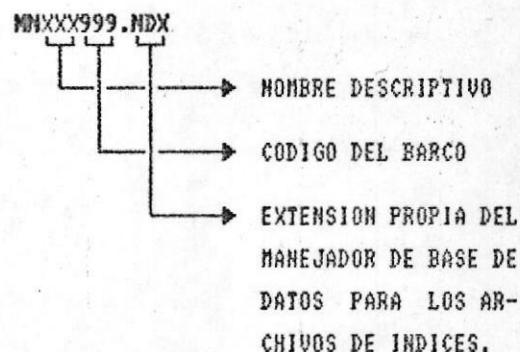 MNXXX999.NDX
NOMBRE DESCRIPTIVO
CODIGO DEL BARCO
EXTENSION PROPIA DEL
MANEJADOR DE BASE DE
DATOS PARA LOS AR-
CHIVOS DE INDICES.